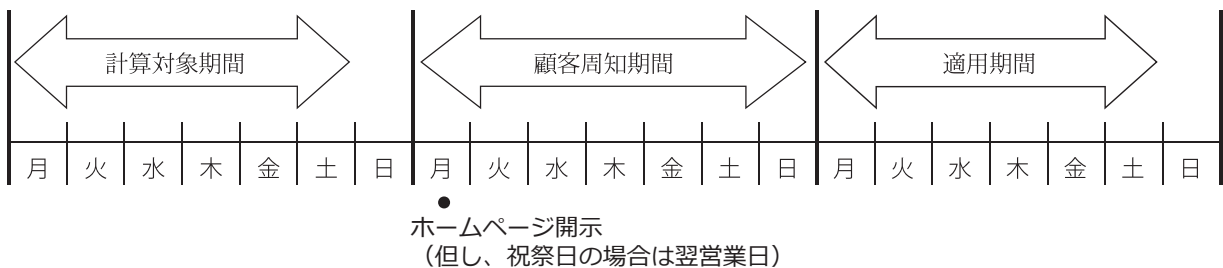 計算対象期間 顧客周知期間 適用期間
月 火 水 木 金 土 日 月 火 水 木 金 土 日 月 火 水 木 金 土 日
ホームページ開示
（但し、祝祭日の場合は翌営業日）